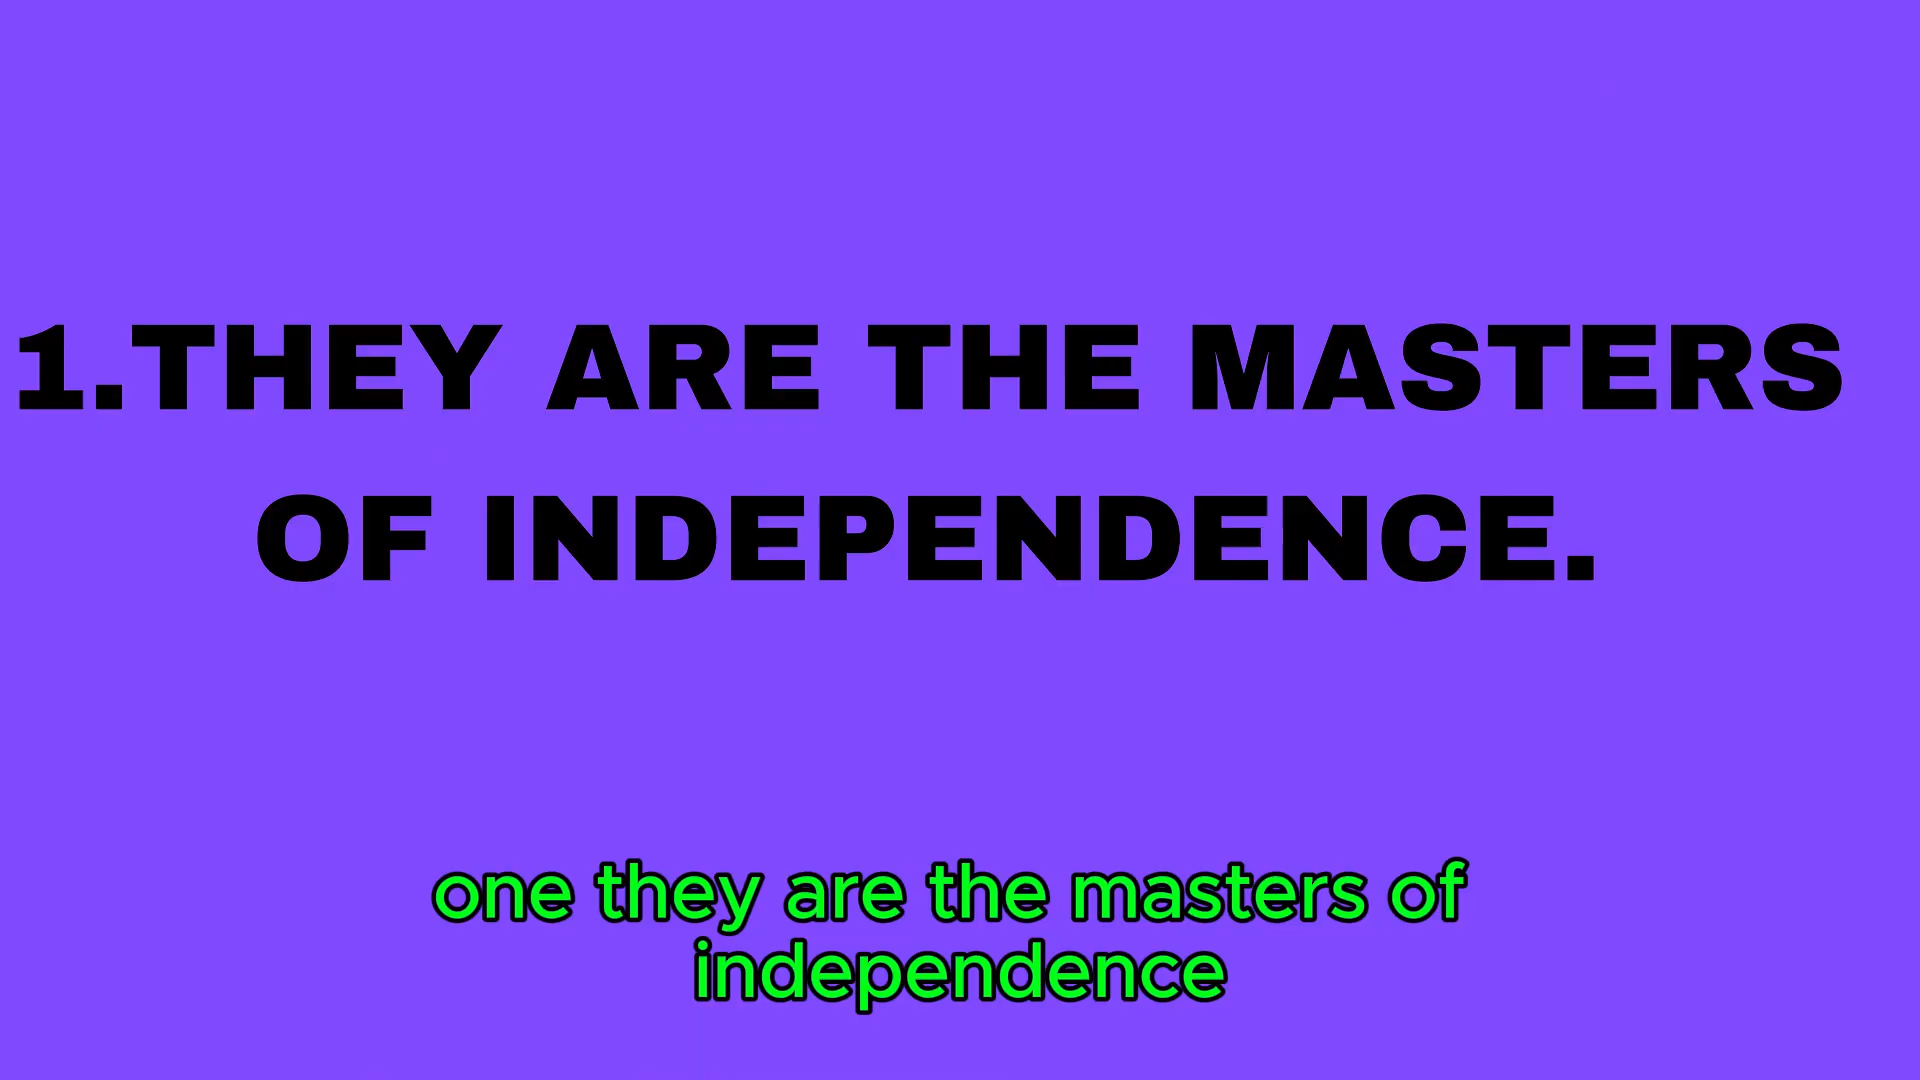 1.THEY ARE THE MASTERS
OF INDEPENDENCE.
one they are the masters of
independence